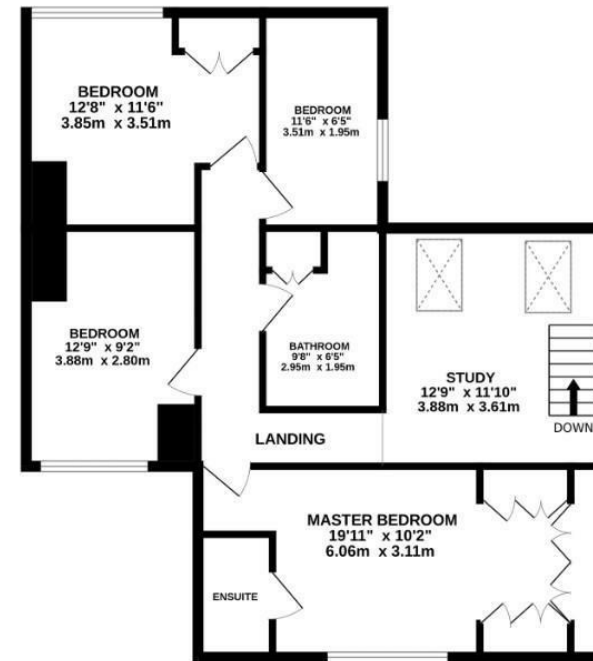 BEDROOM
12'8" x 11'6"
3.85m x 3.51m
BEDROOM
11'6" x 6'5"
3.51m x 1.95m
BEDROOM
12'9" x 9'2"
3.88m x 2.80m
BATHROOM
9'8" x 6'5"
2.95m x 1.95m
STUDY
12'9" x 11'10"
3.88m x 3.61m
DOWN
LANDING
MASTER BEDROOM
19'11" x 10'2"
6.06m x 3.11m
ENSUITE